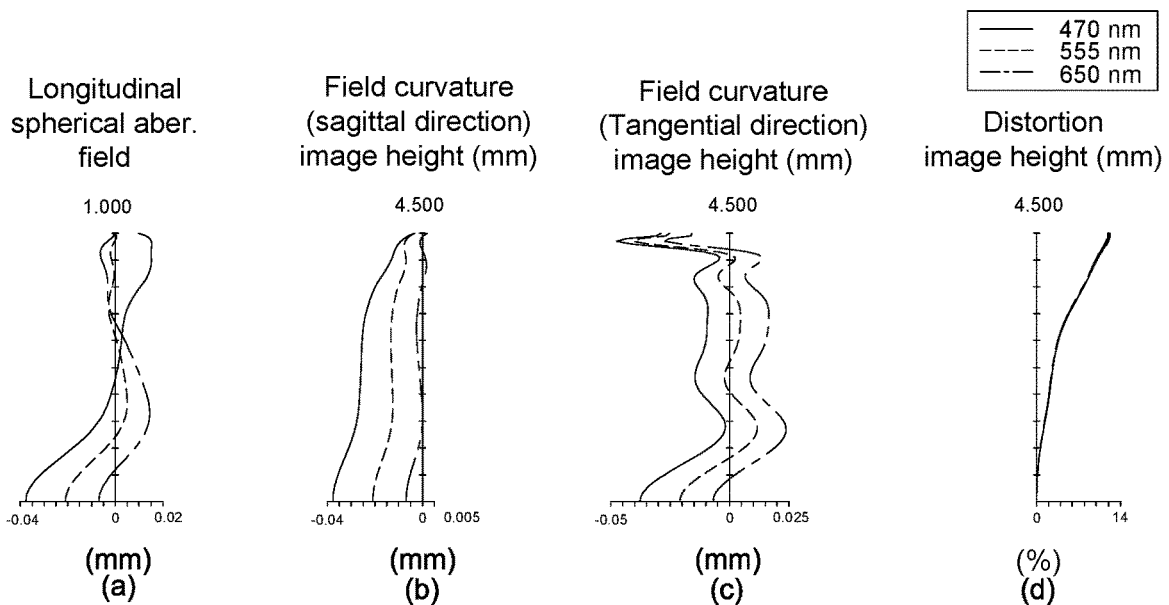 470 nm
555 nm
650 nm
Longitudinal
spherical aber.
field
1.000
-0.04 0 0.02
(mm)
(a)
Field curvature
(sagittal direction)
image height (mm)
4.500
-0.04 0 0.005
(mm)
(b)
Field curvature
(Tangential direction)
image height (mm)
4.500
-0.05 0 0.025
(mm)
(c)
Distortion
image height (mm)
4.500
0 14
(%)
(d)